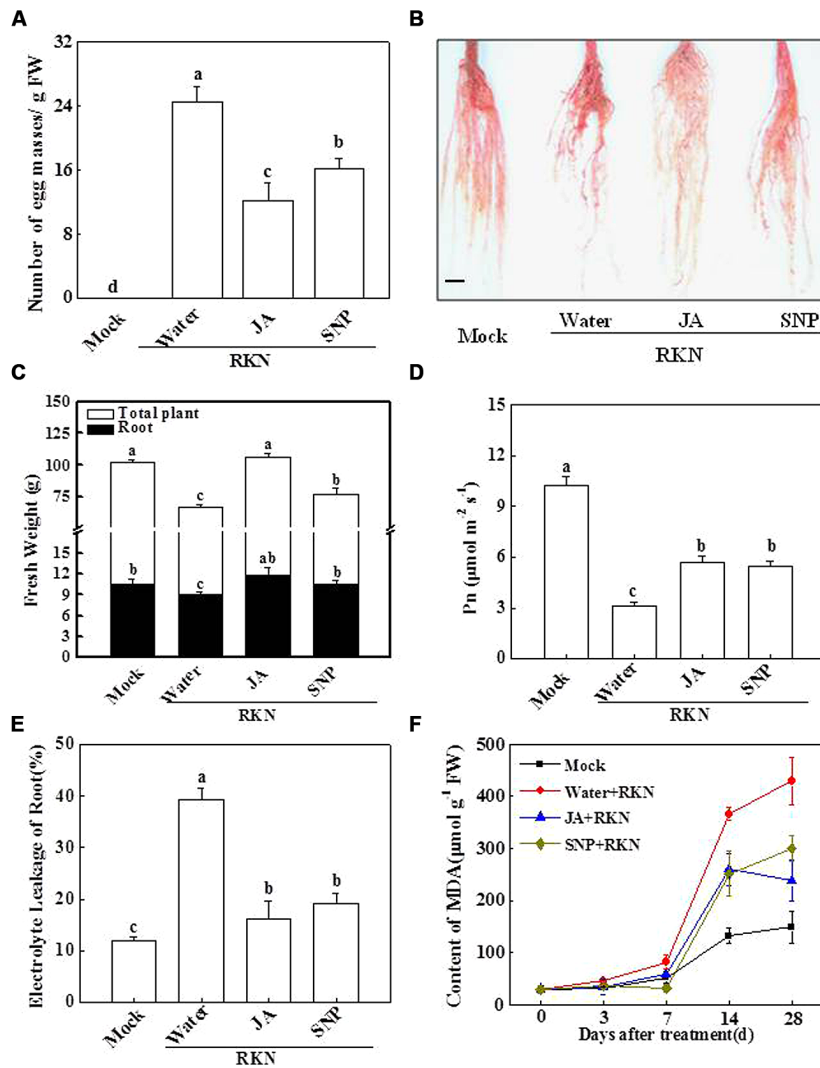 A
Number of egg masses/ g FW
32
24
16
8
0
a
b
c
d
Mock
Water
JA
SNP
RKN
B
Mock
Water
JA
SNP
RKN
C
Fresh Weight (g)
150
125
100
75
15
12
9
6
3
0
Total plant
Root
a
a
b
c
b
c
ab
b
Mock
Water
JA
SNP
RKN
D
Pn (μmol m-2 s-1)
15
12
9
6
3
0
a
b
b
c
Mock
Water
JA
SNP
RKN
E
Electrolyte Leakage of Root(%)
50
40
30
20
10
0
a
b
b
c
Mock
Water
JA
SNP
RKN
F
Content of MDA(μmol g-1 FW)
500
400
300
200
100
0
Mock
Water+RKN
JA+RKN
SNP+RKN
0 3 7 14 28
Days after treatment(d)